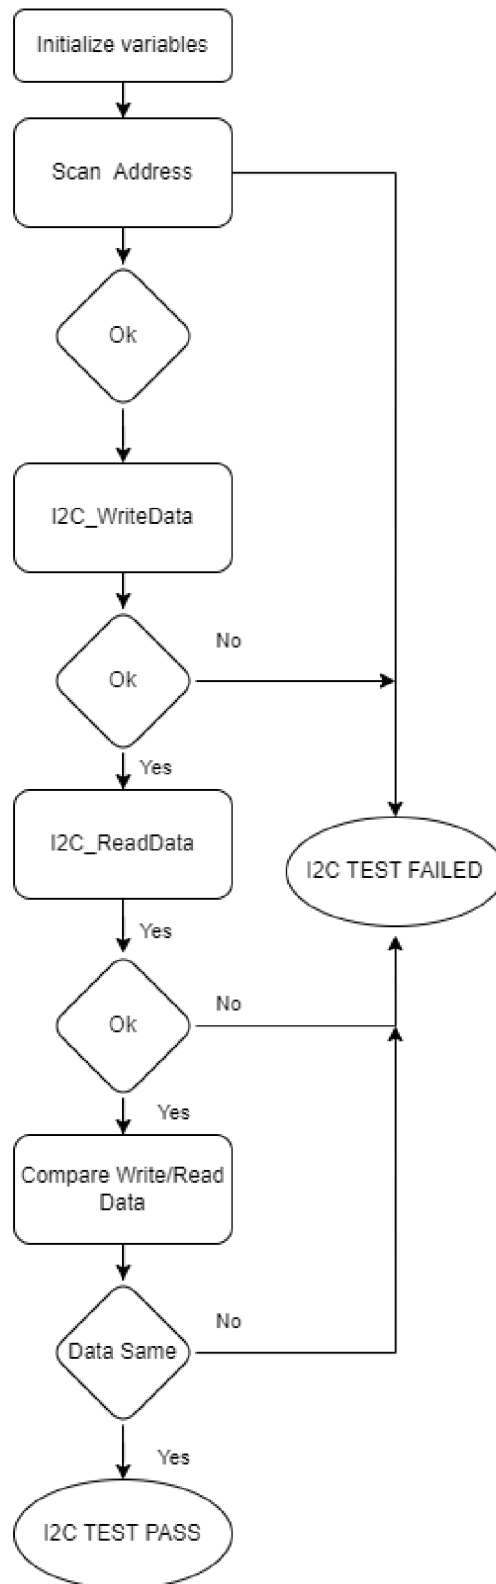 Initialize variables
Scan  Address
Ok
I2C_WriteData
No
Ok
Yes
I2C_ReadData
I2C TEST FAILED
Yes
No
Ok
Yes
Compare Write/Read
Data
No
Data Same
Yes
I2C TEST PASS